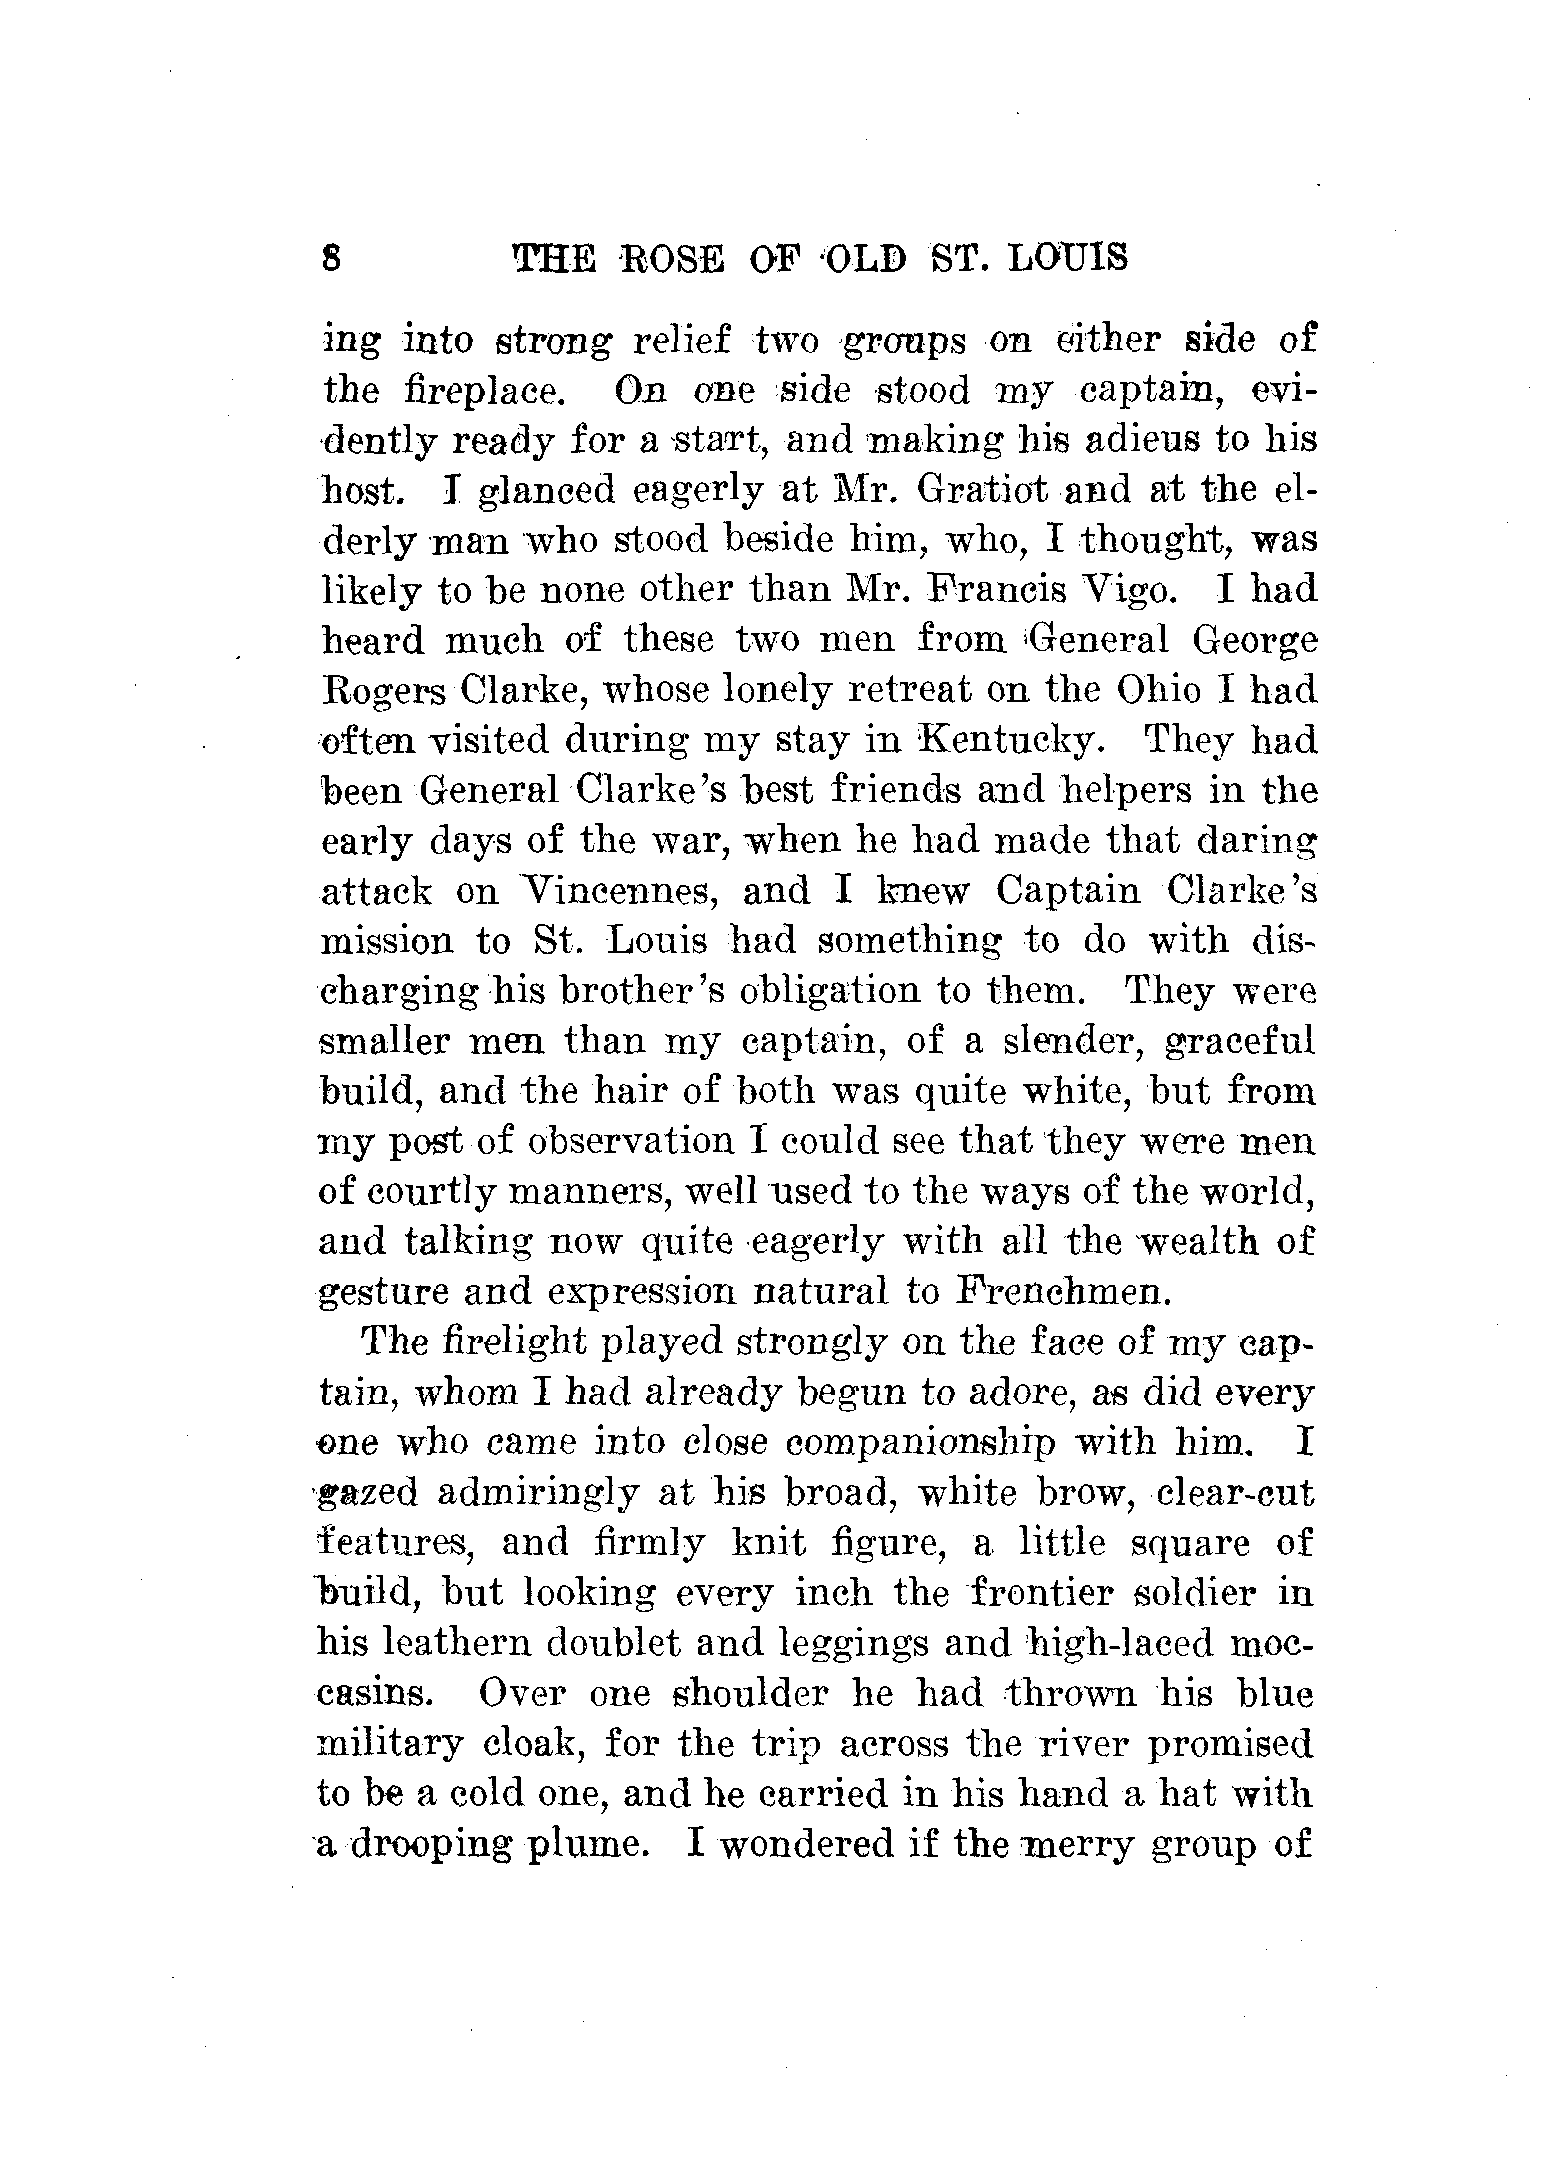 8 THE ROSE OF OLD ST. LOUIS
ing into strong relief two groups on either side of
the fireplace. On one side stood my captain, evi-
dently ready for a start, and making his adieus to his
host. I glanced eagerly at Mr. Gratiot and at the el-
derly man who stood beside him, who, I thought, was
likely to be none other than Mr. Francis Vigo. I had
heard much of these two men from General George
Rogers Clarke, whose lonely retreat on the Ohio I had
often visited during my stay in Kentucky. They had
been General Clarke's best friends and helpers in the
early days of the war, when he had made that daring
attack on Vincennes, and I knew Captain Clarke's
mission to St. Louis had something to do with dis-
charging his brother's obligation to them. They were
smaller men than my captain, of a slender, graceful
build, and the hair of both was quite white, but from
my post of observation I could see that they were men
of courtly manners, well used to the ways of the world,
and talking now quite eagerly with all the wealth of
gesture and expression natural to Frenchmen.
The firelight played strongly on the face of my cap-
tain, whom I had already begun to adore, as did every
one who came into close companionship with him. I
gazed admiringly at his broad, white brow, clear-cut
features, and firmly knit figure, a little square of
build, but looking every inch the frontier soldier in
his leathern doublet and leggings and high-laced moc-
casins. Over one shoulder he had thrown his blue
military cloak, for the trip across the river promised
to be a cold one, and he carried in his hand a hat with
a drooping plume. I wondered if the merry group of